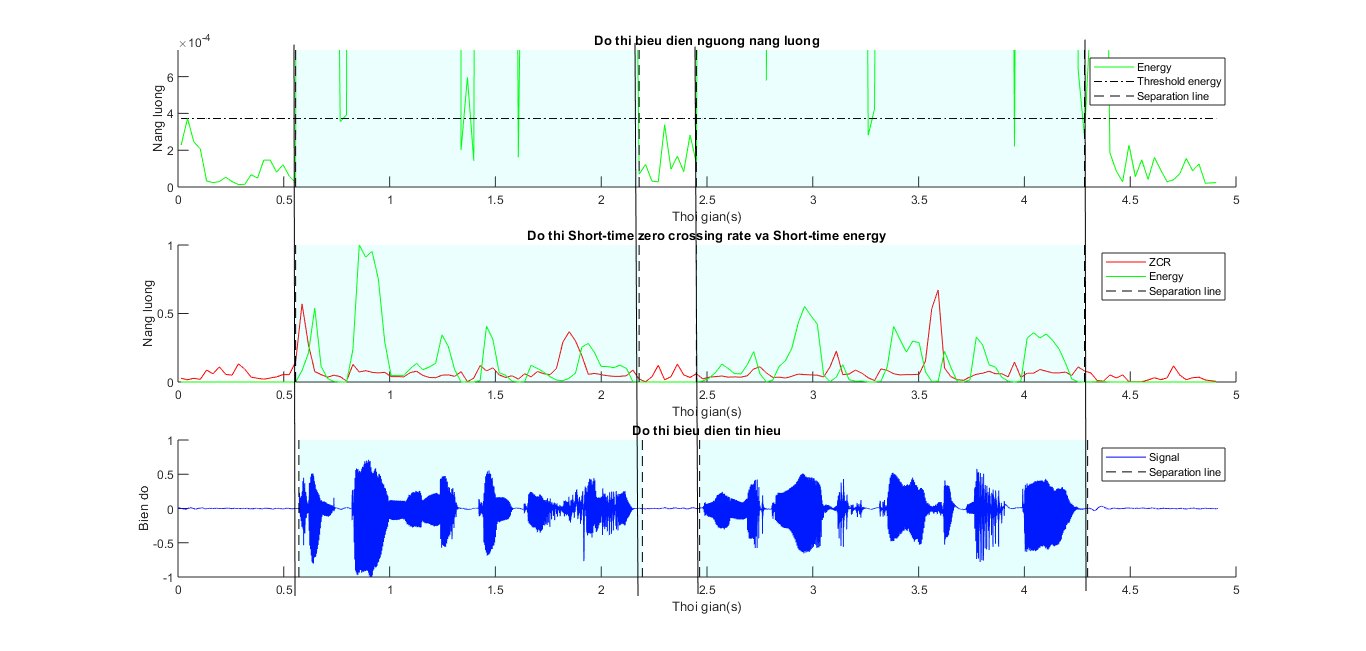 Do thi bieu dien nguong nang luong
×10-4
6
4
2
0
Nang luong
0 0.5 1 1.5 2 2.5 3 3.5 4 4.5 5
Thoi gian(s)
Energy
Threshold energy
Separation line
Do thi Short-time zero crossing rate va Short-time energy
1
0.5
0
Nang luong
0 0.5 1 1.5 2 2.5 3 3.5 4 4.5 5
Thoi gian(s)
ZCR
Energy
Separation line
Do thi bieu dien tin hieu
1
0.5
0
-0.5
-1
Bien do
0 0.5 1 1.5 2 2.5 3 3.5 4 4.5 5
Thoi gian(s)
Signal
Separation line